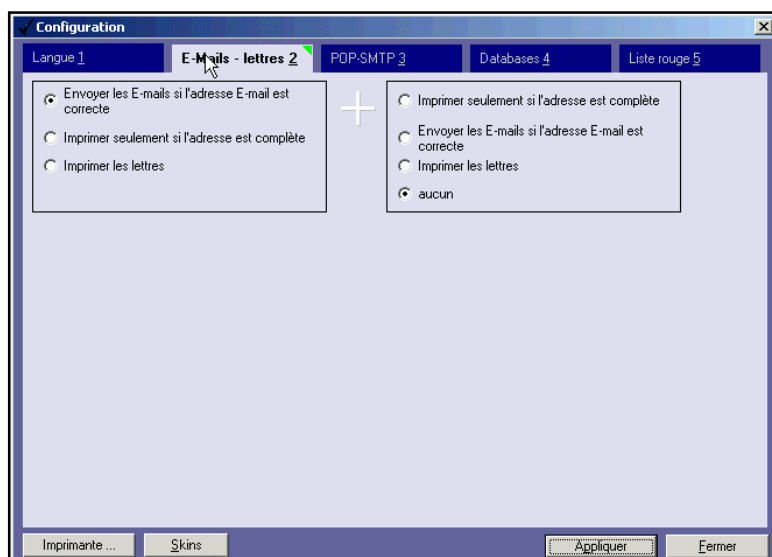 Configuration
Langue 1
E-Mails - lettres 2
POP-SMTP 3
Databases 4
Liste rouge 5
Envoyer les E-mails si l'adresse E-mail est
correcte
Imprimer seulement si l'adresse est complète
Imprimer les lettres
Imprimer seulement si l'adresse est complète
Envoyer les E-mails si l'adresse E-mail est
correcte
Imprimer les lettres
aucun
Imprimante ...
Skins
Appliquer
Fermer